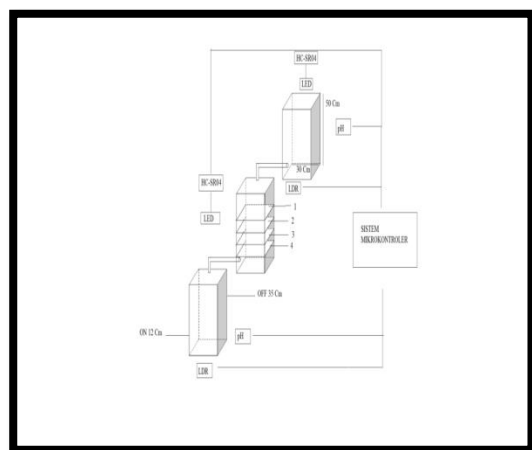 HC-SR04
LED
50 Cm
pH
30 Cm
LDR
HC-SR04
LED
1
2
3
4
SISTEM
MIKROKONTROLER
OFF 35 Cm
ON 12 Cm
pH
LDR